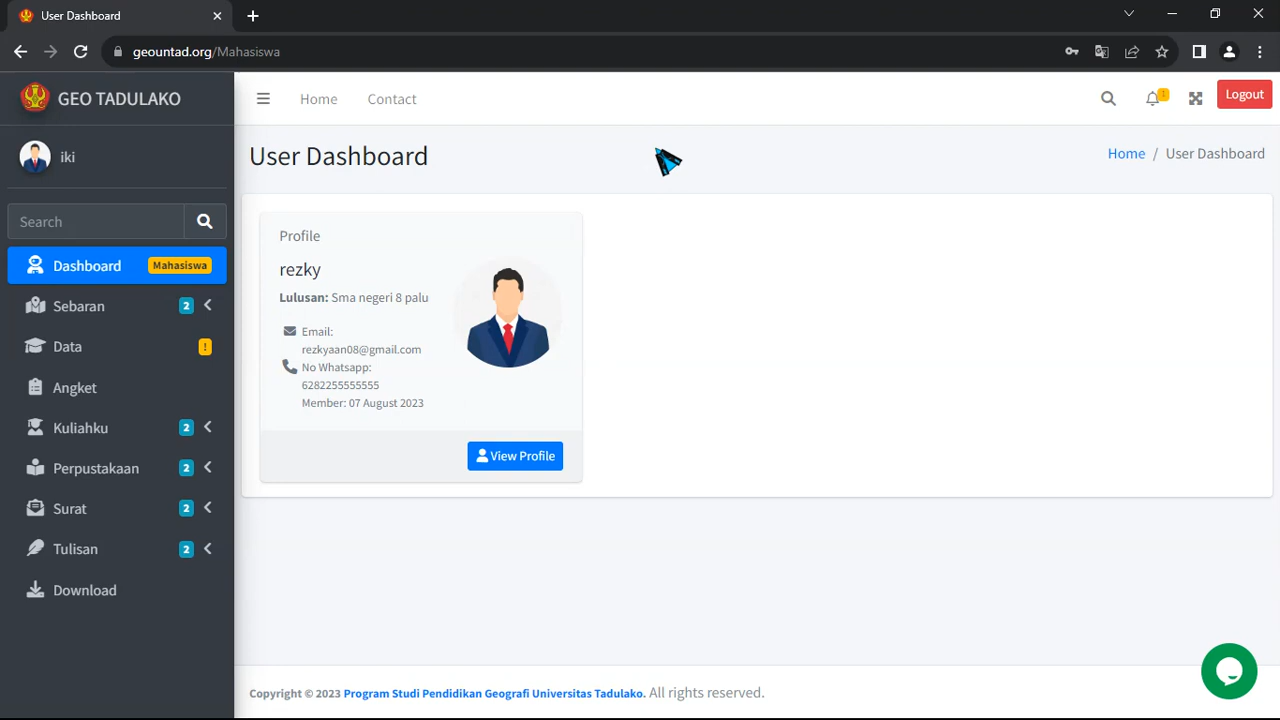 User Dashboard
geountad.org/Mahasiswa
GEO TADULAKO
Home
Contact
1
Logout
iki
User Dashboard
Home / User Dashboard
Search
Dashboard
Mahasiswa
Sebaran
2
Data
!
Angket
Kuliahku
2
Perpustakaan
2
Surat
2
Tulisan
2
Download
Profile
rezky
Lulusan: Sma negeri 8 palu
Email:
rezkyaan08@gmail.com
No Whatsapp:
6282255555555
Member: 07 August 2023
View Profile
Copyright © 2023 Program Studi Pendidikan Geografi Universitas Tadulako. All rights reserved.